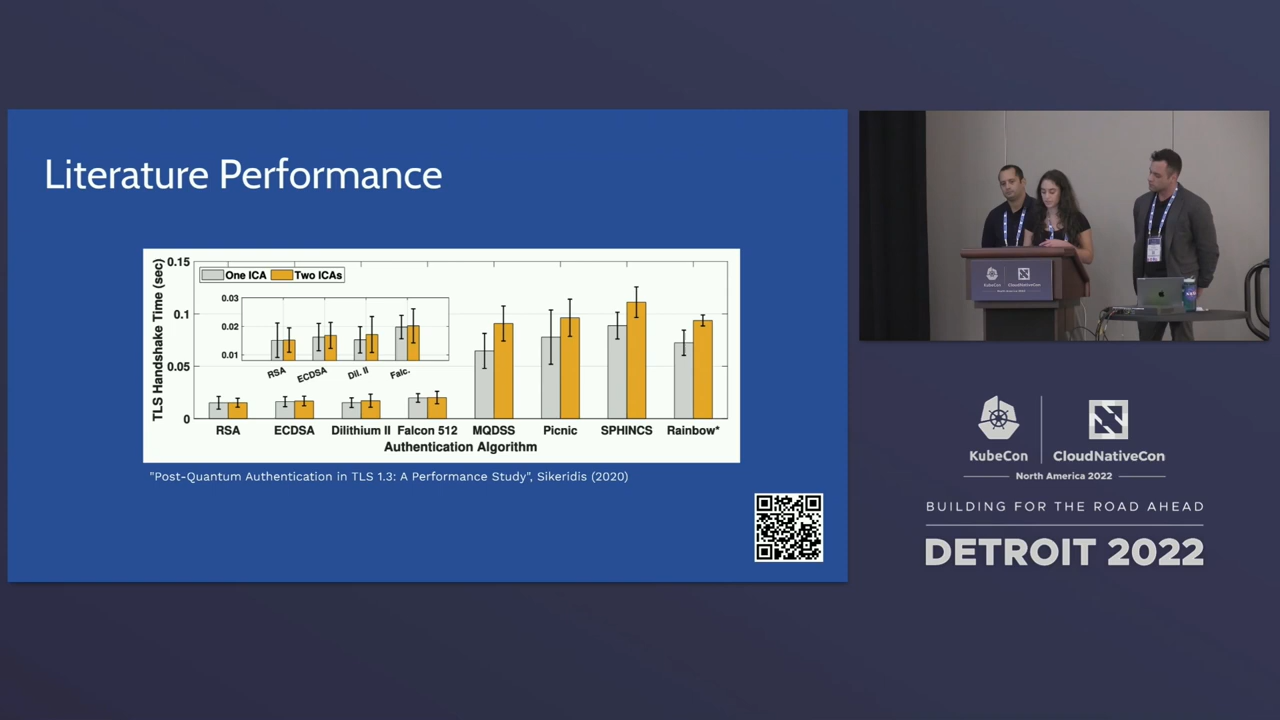 Literature Performance
TLS Handshake Time (sec)
0.15
0.1
0.05
0
One ICA
Two ICAs
0.03
0.02
0.01
RSA
ECDSA
Dil. II
Falc.
RSA
ECDSA
Dilithium II
Falcon 512
MQDSS
Picnic
SPHINCS
Rainbow*
Authentication Algorithm
"Post-Quantum Authentication in TLS 1.3: A Performance Study", Sikeridis (2020)
KubeCon
CloudNativeCon
KubeCon
CloudNativeCon
North America 2022
BUILDING FOR THE ROAD AHEAD
DETROIT 2022